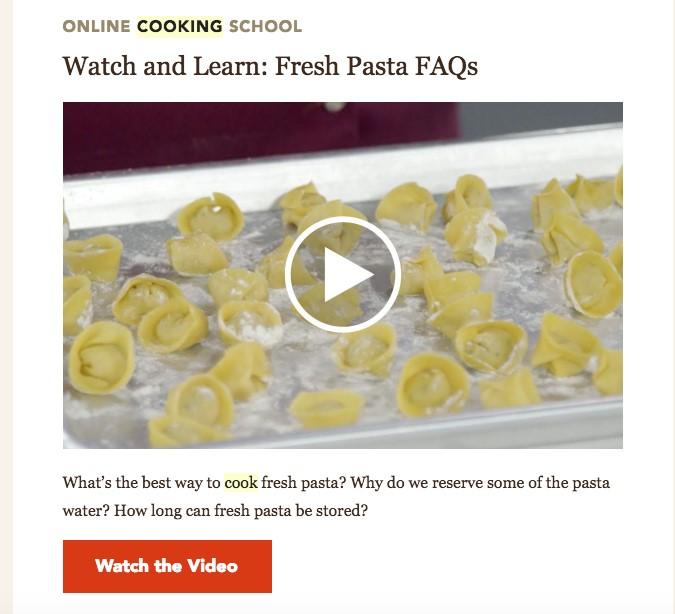 ONLINE COOKING SCHOOL
Watch and Learn: Fresh Pasta FAQs
What’s the best way to cook fresh pasta? Why do we reserve some of the pasta
water? How long can fresh pasta be stored?
Watch the Video